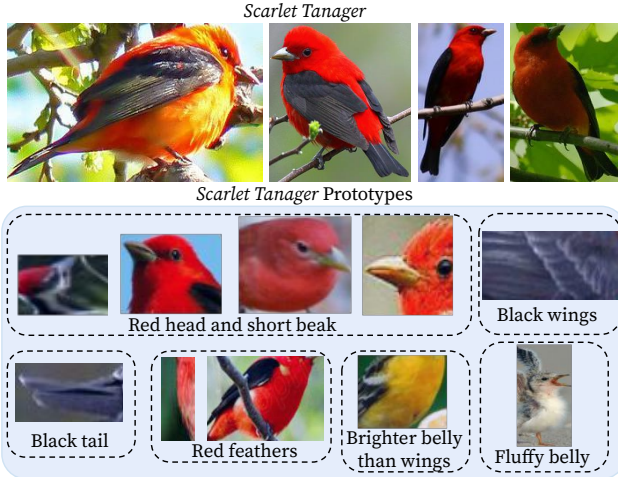 Scarlet Tanager
Scarlet Tanager Prototypes
Red head and short beak
Black wings
Black tail
Red feathers
Brighter belly
than wings
Fluffy belly